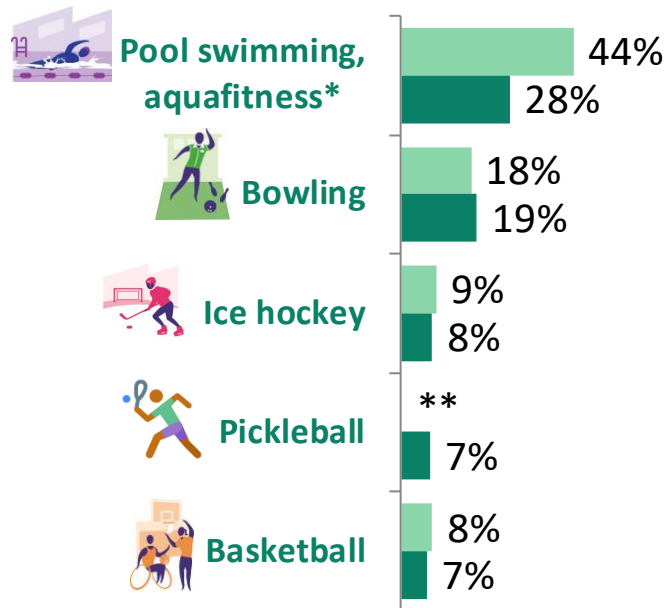 Pool swimming,
aquafitness*
44%
28%
Bowling
18%
19%
Ice hockey
9%
8%
Pickleball
**
7%
Basketball
8%
7%